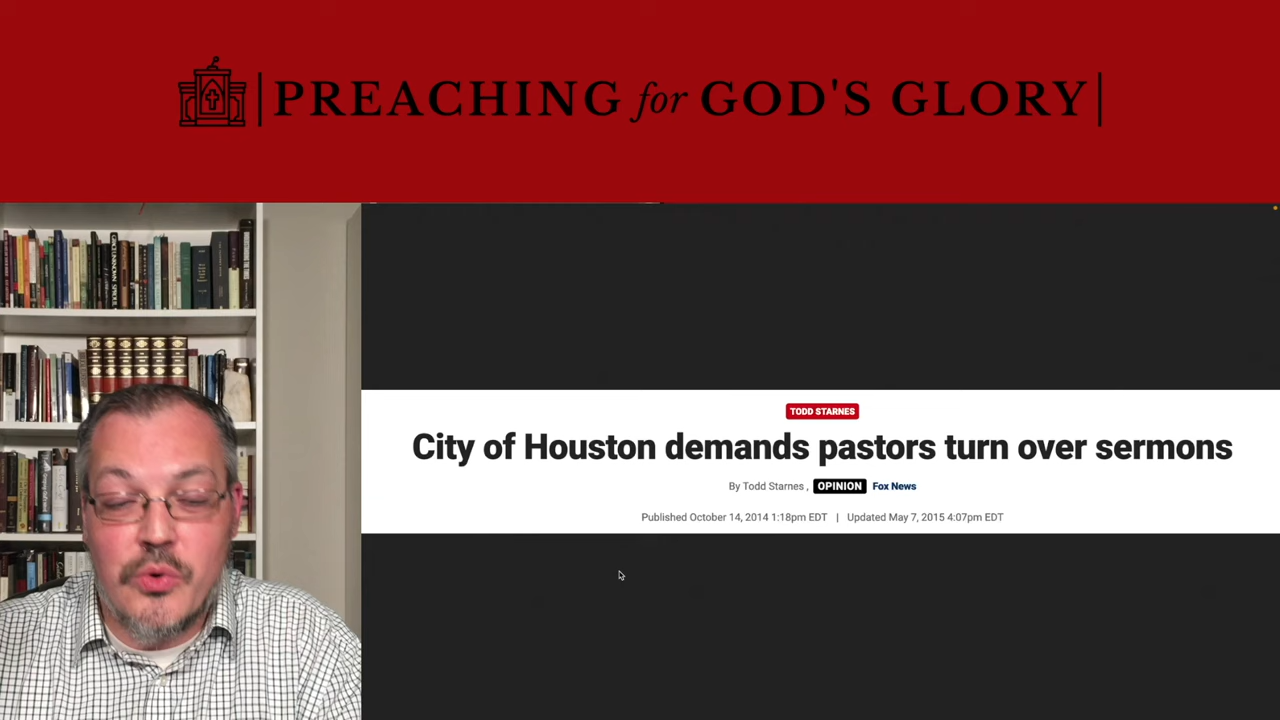 PREACHING for GOD'S GLORY
TODD STARNES
City of Houston demands pastors turn over sermons
By Todd Starnes , OPINION Fox News
Published October 14, 2014 1:18pm EDT | Updated May 7, 2015 4:07pm EDT